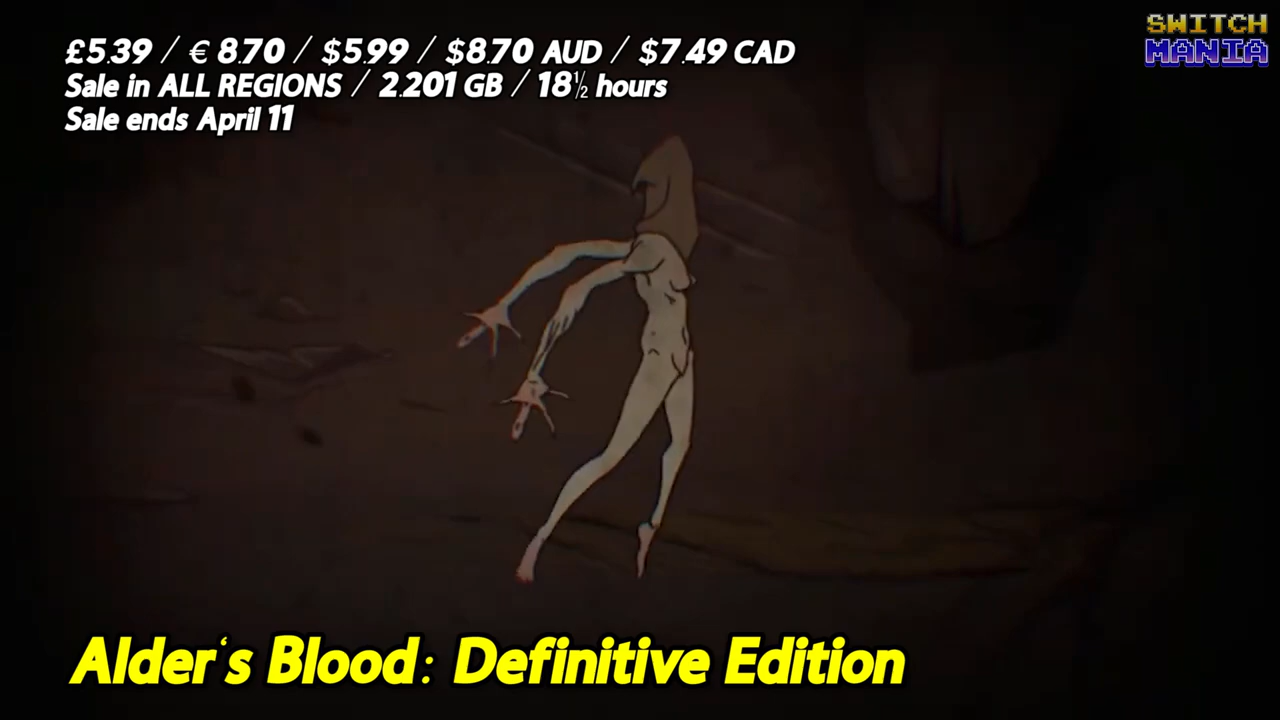 £5.39 / € 8.70 / $5.99 / $8.70 AUD / $7.49 CAD
Sale in ALL REGIONS / 2.201 GB / 18½ hours
Sale ends April 11
SWITCH
MANIA
Alder's Blood: Definitive Edition